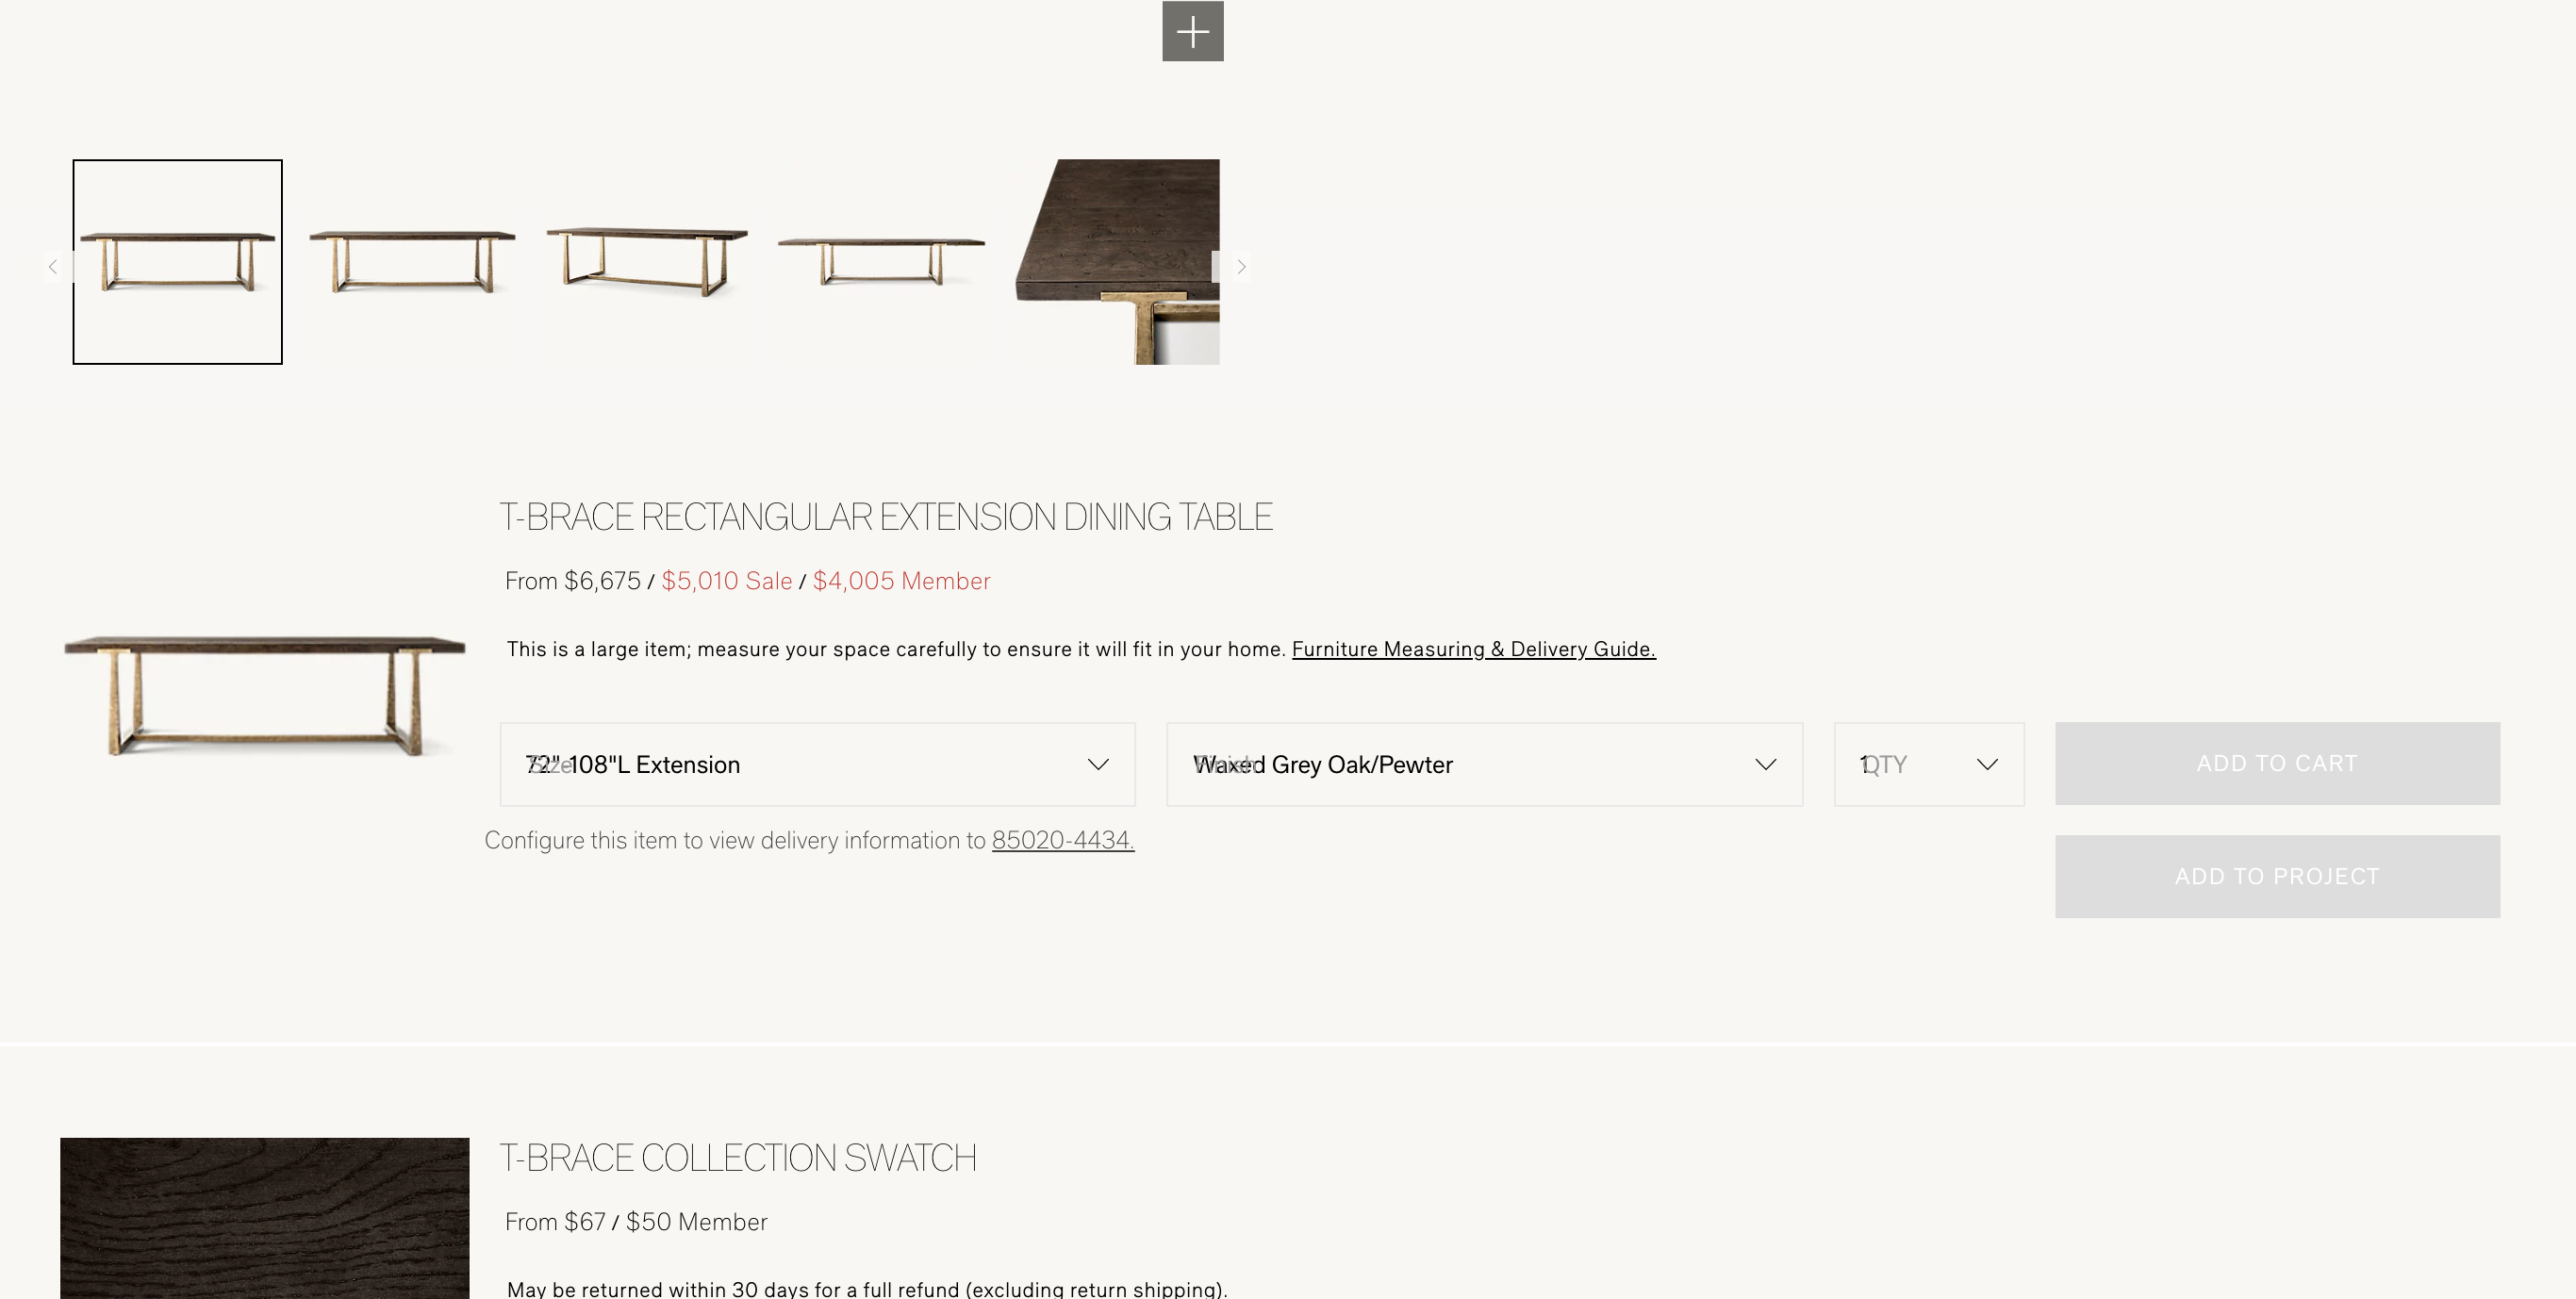 T-BRACE RECTANGULAR EXTENSION DINING TABLE
From $6,675 / $5,010 Sale / $4,005 Member
This is a large item; measure your space carefully to ensure it will fit in your home. Furniture Measuring & Delivery Guide.
Size 72"-108"L Extension
Finish Waxed Grey Oak/Pewter
QTY 1
ADD TO CART
Configure this item to view delivery information to 85020-4434.
ADD TO PROJECT
T-BRACE COLLECTION SWATCH
From $67 / $50 Member
May be returned within 30 days for a full refund (excluding return shipping).